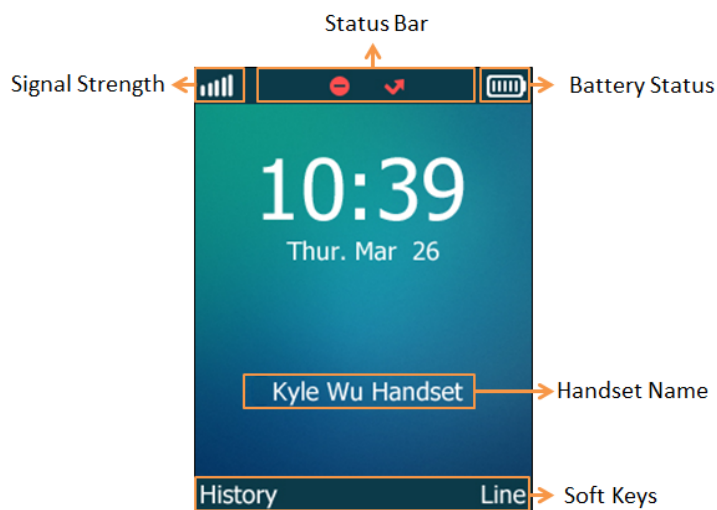 Status Bar
Signal Strength
Battery Status
10:39
Thur. Mar 26
Kyle Wu Handset
Handset Name
History
Line
Soft Keys